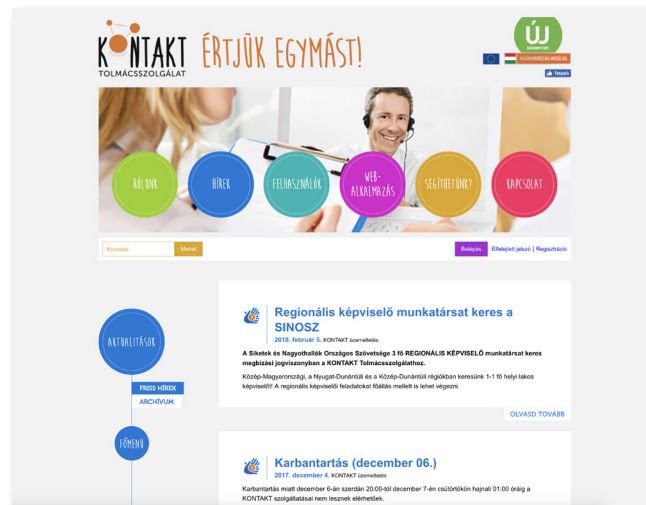 KONTAKT
TOLMÁCSSZOLGÁLAT
ÉRTJÜK EGYMÁST!
ÚJ
SZÉCHENYI TERV
MAGYARORSZÁG MEGÚJUL
Tetszik
RÓLUNK
HÍREK
FELHASZNÁLÓK
WEB-
ALKALMAZÁS
SEGÍTHETÜNK?
KAPCSOLAT
Keresés
Mehet
Belépés
Elfelejtett jelszó | Regisztráció
AKTUALITÁSOK
FRISS HÍREK
ARCHÍVUM
FŐMENÜ
Regionális képviselő munkatársat keres a
SINOSZ
2018. február 5. KONTAKT üzemeltetés
A Siketek és Nagyothallók Országos Szövetsége 3 fő REGIONÁLIS KÉPVISELŐ munkatársat keres
megbízási jogviszonyban a KONTAKT Tolmácsszolgálathoz.
Közép-Magyarországi, a Nyugat-Dunántúli és a Közép-Dunántúli régiókban keresünk 1-1 fő helyi lakos
képviselőt! A regionális képviselői feladatokat főállás mellett is lehet végezni.
OLVASD TOVÁBB
Karbantartás (december 06.)
2017. december 4. KONTAKT üzemeltetés
Karbantartás miatt december 6-án szerdán 20:00-tól december 7-én csütörtökön hajnali 01:00 óráig a
KONTAKT szolgáltatásai nem lesznek elérhetőek.